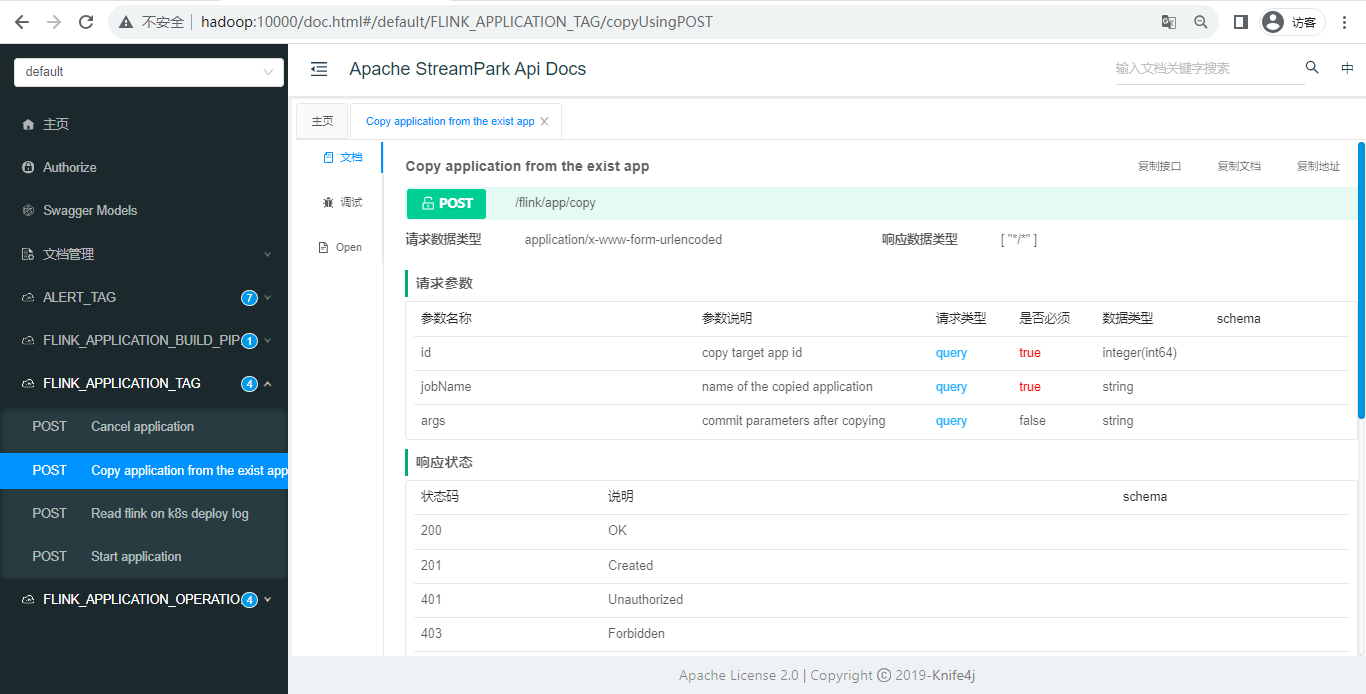 不安全 hadoop:10000/doc.html#/default/FLINK_APPLICATION_TAG/copyUsingPOST 访客
default
Apache StreamPark Api Docs
输入文档关键字搜索
中
主页
Authorize
Swagger Models
文档管理
ALERT_TAG 7
FLINK_APPLICATION_BUILD_PIP 1
FLINK_APPLICATION_TAG 4
POST Cancel application
POST Copy application from the exist app
POST Read flink on k8s deploy log
POST Start application
FLINK_APPLICATION_OPERATIO 4
主页 Copy application from the exist app
文档
调试
Open
Copy application from the exist app 复制接口 复制文档 复制地址
POST /flink/app/copy
请求数据类型 application/x-www-form-urlencoded 响应数据类型 [ "*/*" ]
请求参数
参数名称 参数说明 请求类型 是否必须 数据类型 schema
id copy target app id query true integer(int64)
jobName name of the copied application query true string
args commit parameters after copying query false string
响应状态
状态码 说明 schema
200 OK
201 Created
401 Unauthorized
403 Forbidden
Apache License 2.0 | Copyright © 2019-Knife4j